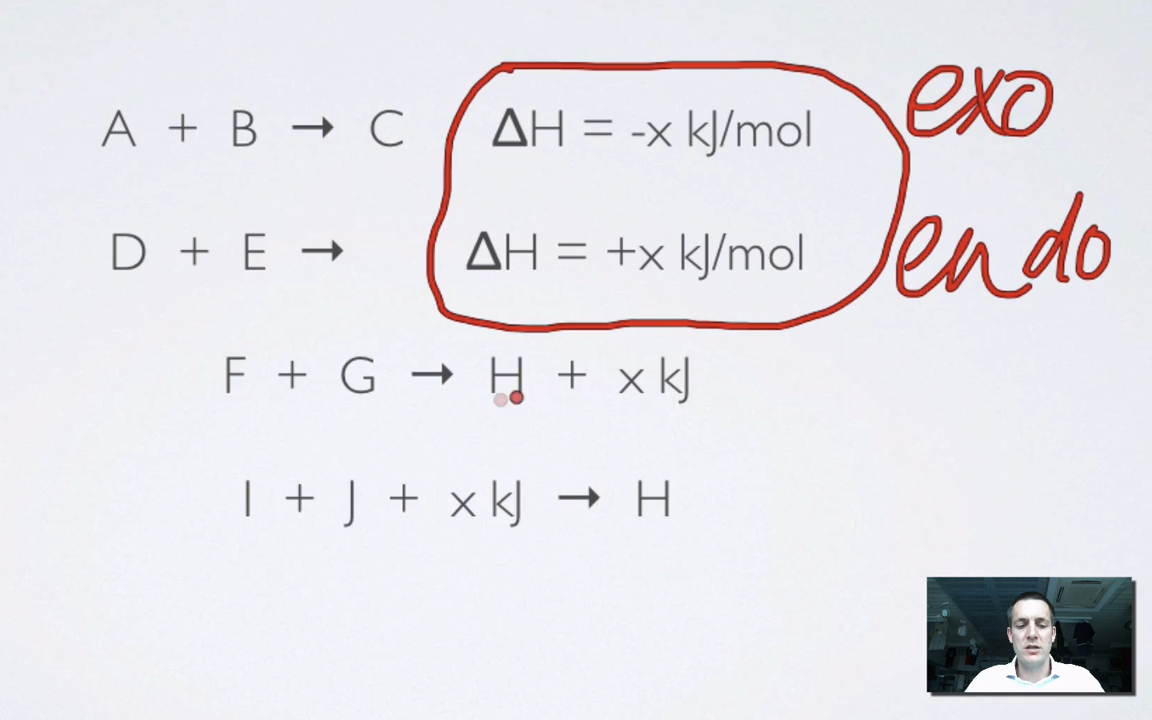 A + B → C ΔH = -x kJ/mol exo
D + E → ΔH = +x kJ/mol endo
F + G → H + x kJ
I + J + x kJ → H